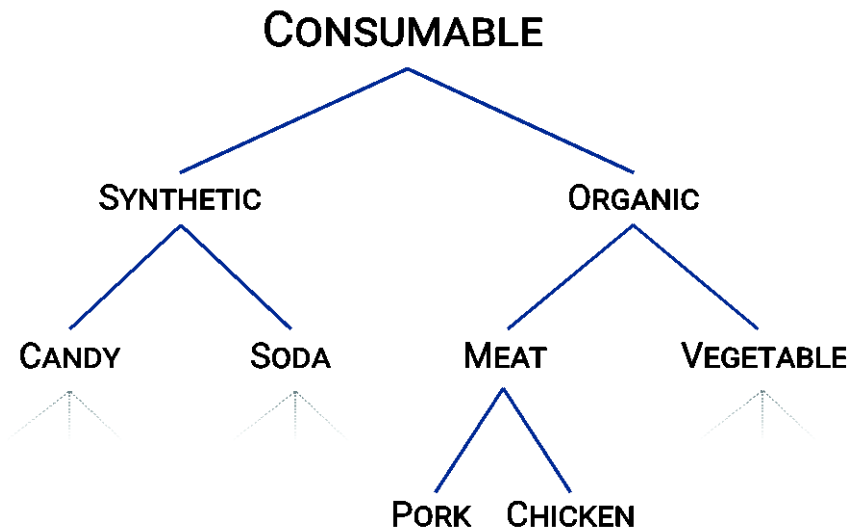 CONSUMABLE
SYNTHETIC ORGANIC
CANDY SODA MEAT VEGETABLE
PORK CHICKEN